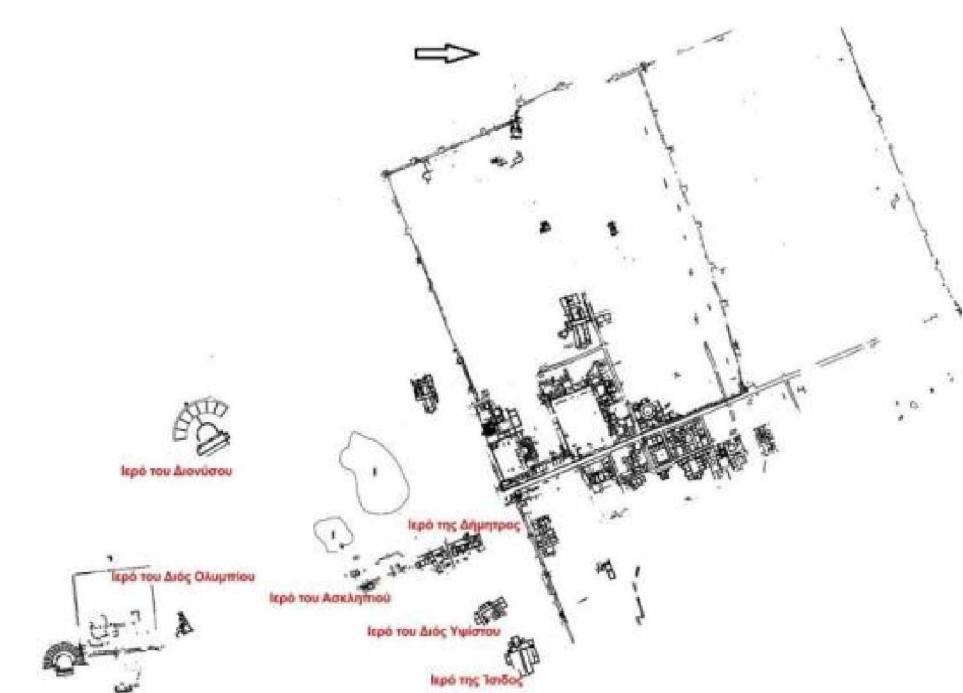 Ιερό του Διονύσου
Ιερό της Δήμητρος
Ιερό του Διός Ολυμπίου
Ιερό του Ασκληπιού
Ιερό του Διός Υψίστου
Ιερό της Ίσιδος